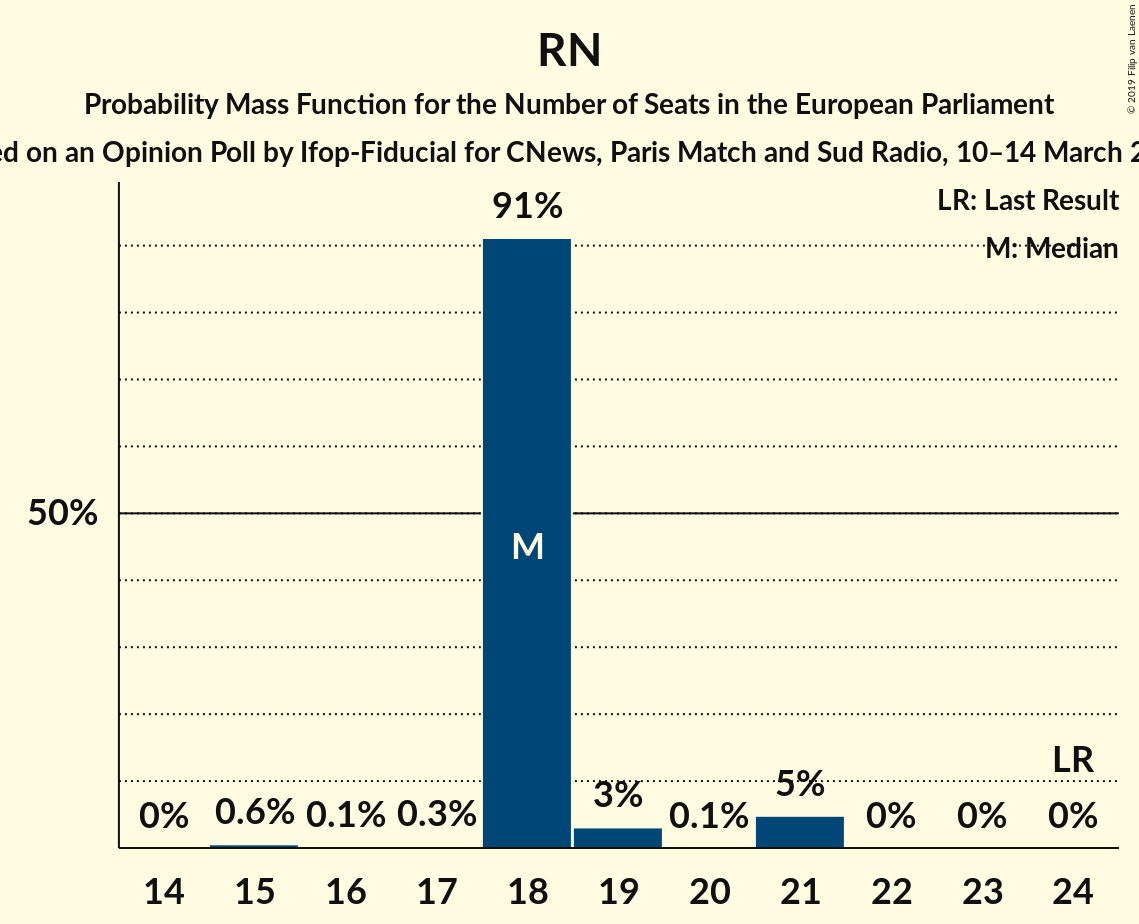 RN
Probability Mass Function for the Number of Seats in the European Parliament
on an Opinion Poll by Ifop-Fiducial for CNews, Paris Match and Sud Radio, 10–14 March
© 2019 Filip van Laenen
LR: Last Result
M: Median
91%
50%
M
LR
0% 0.6% 0.1% 0.3% 3% 0.1% 5% 0% 0% 0%
14 15 16 17 18 19 20 21 22 23 24